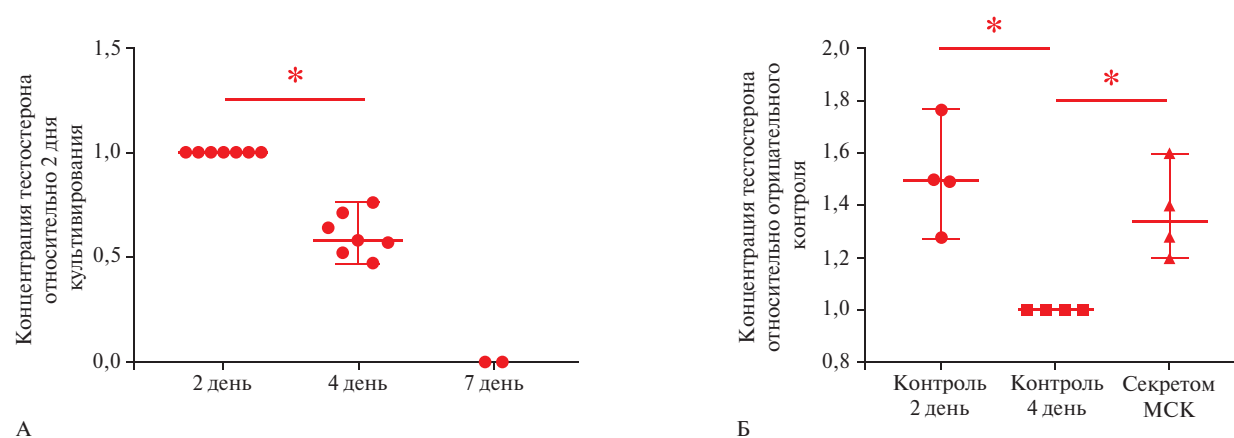 Концентрация тестостерона
относительно 2 дня
культивирования
1,5
1,0
0,5
0,0
*
2 день
4 день
7 день
А
Концентрация тестостерона
относительно отрицательного
контроля
2,0
1,8
1,6
1,4
1,2
1,0
0,8
*
*
Контроль
2 день
Контроль
4 день
Секретом
МСК
Б